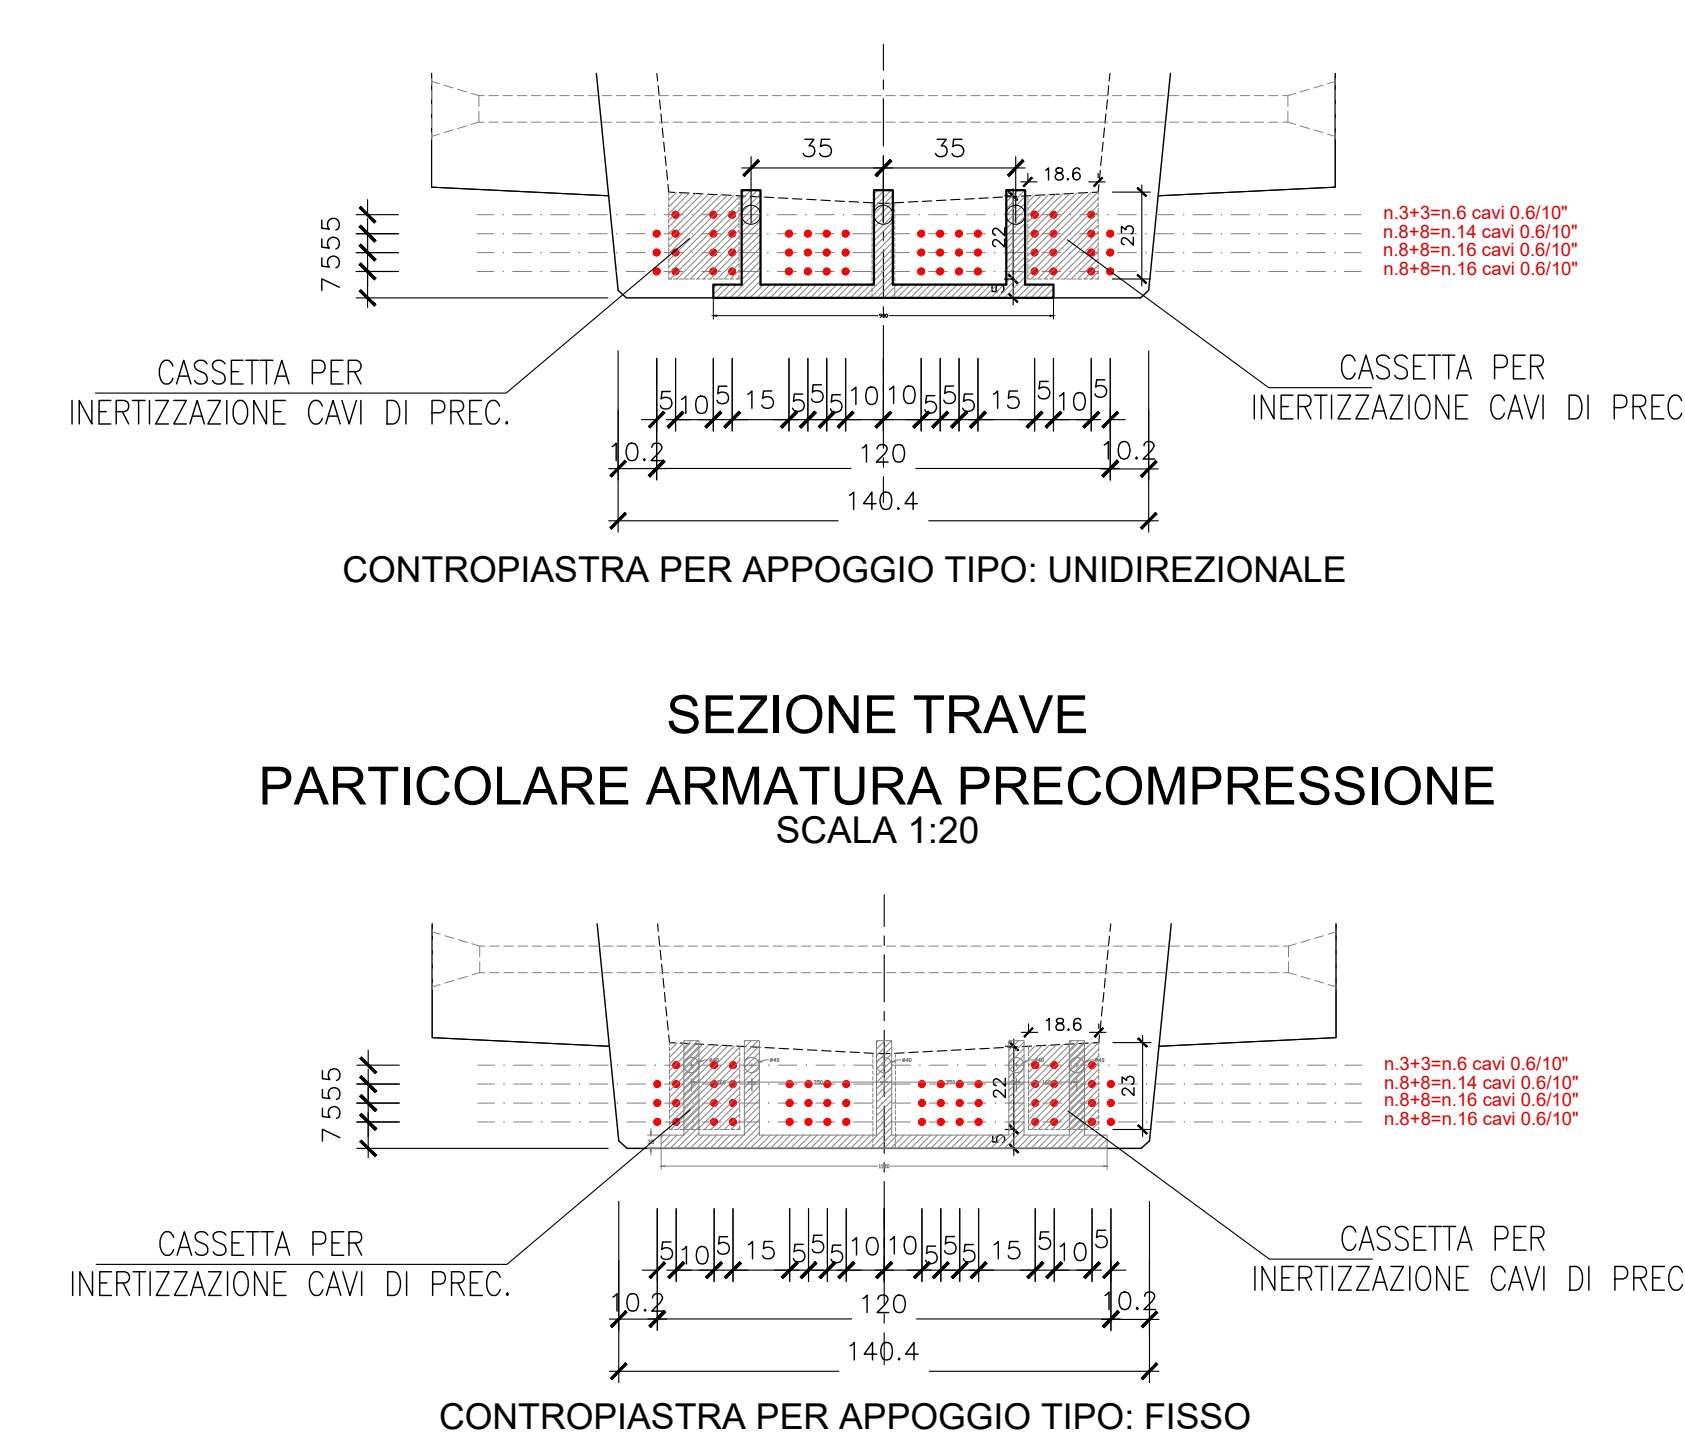 35 35
18.6
n.3+3=n.6 cavi 0.6/10"
n.8+8=n.14 cavi 0.6/10"
n.8+8=n.16 cavi 0.6/10"
n.8+8=n.16 cavi 0.6/10"
7 5 5 5
22
23
5
CASSETTA PER
INERTIZZAZIONE CAVI DI PREC.
CASSETTA PER
INERTIZZAZIONE CAVI DI PREC
5 10 5 15 5 5 5 10 10 5 5 5 15 5 10 5
10.2 120 10.2
140.4
CONTROPIASTRA PER APPOGGIO TIPO: UNIDIREZIONALE
SEZIONE TRAVE
PARTICOLARE ARMATURA PRECOMPRESSIONE
SCALA 1:20
18.6
n.3+3=n.6 cavi 0.6/10"
n.8+8=n.14 cavi 0.6/10"
n.8+8=n.16 cavi 0.6/10"
n.8+8=n.16 cavi 0.6/10"
7 5 5 5
22
23
5
CASSETTA PER
INERTIZZAZIONE CAVI DI PREC.
CASSETTA PER
INERTIZZAZIONE CAVI DI PREC
5 10 5 15 5 5 5 10 10 5 5 5 15 5 10 5
10.2 120 10.2
140.4
CONTROPIASTRA PER APPOGGIO TIPO: FISSO